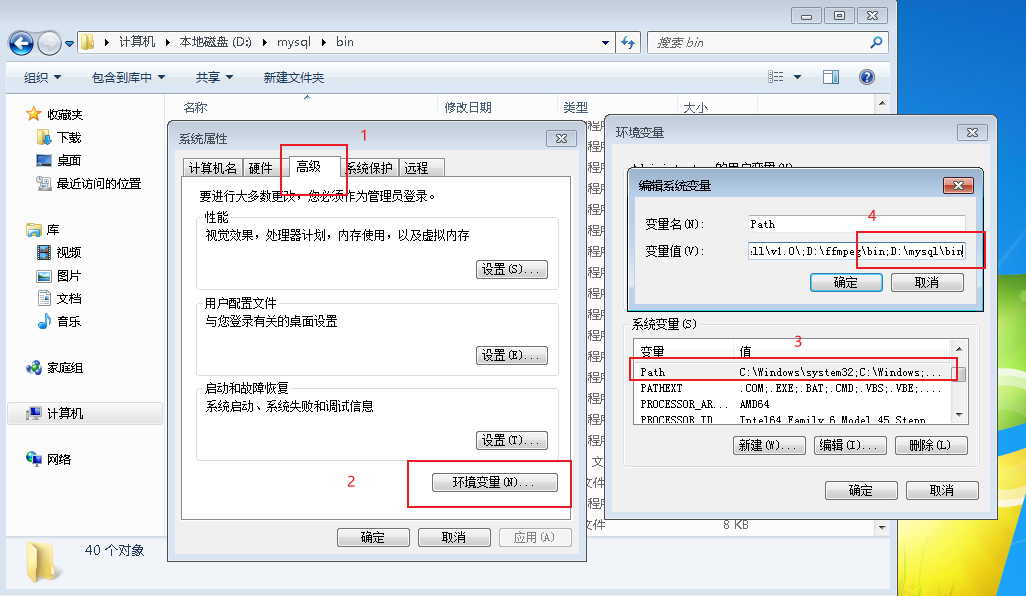 计算机 ▸ 本地磁盘 (D:) ▸ mysql ▸ bin
搜索 bin
组织 包含到库中 共享 新建文件夹
收藏夹
下载
桌面
最近访问的位置
库
视频
图片
文档
音乐
家庭组
计算机
网络
名称 修改日期 类型 大小
8 KB
40 个对象
系统属性
1
计算机名 硬件 高级 系统保护 远程
要进行大多数更改，您必须作为管理员登录。
性能
视觉效果，处理器计划，内存使用，以及虚拟内存
设置(S)...
用户配置文件
与您登录有关的桌面设置
设置(E)...
启动和故障恢复
系统启动、系统失败和调试信息
设置(T)...
2
环境变量(N)...
确定 取消 应用(A)
环境变量
编辑系统变量
变量名(N): Path
4
变量值(V): ll\v1.0\;D:\ffmpeg\bin;D:\mysql\bin
确定 取消
系统变量(S)
3
变量 值
Path C:\Windows\system32;C:\Windows;...
PATHEXT .COM;.EXE;.BAT;.CMD;.VBS;.VBE;....
PROCESSOR_AR... AMD64
PROCESSOR_ID Intel64 Family 6 Model 45 Stepp
新建(W)... 编辑(I)... 删除(L)
确定 取消